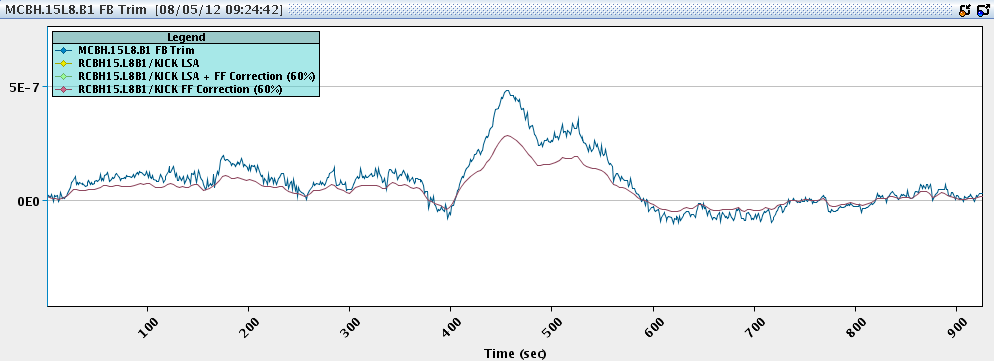 MCBH.15L8.B1 FB Trim [08/05/12 09:24:42]
Legend
MCBH.15L8.B1 FB Trim
RCBH15.L8B1/KICK LSA
RCBH15.L8B1/KICK LSA + FF Correction (60%)
RCBH15.L8B1/KICK FF Correction (60%)
5E-7
0E0
100 200 300 400 500 600 700 800 900
Time (sec)